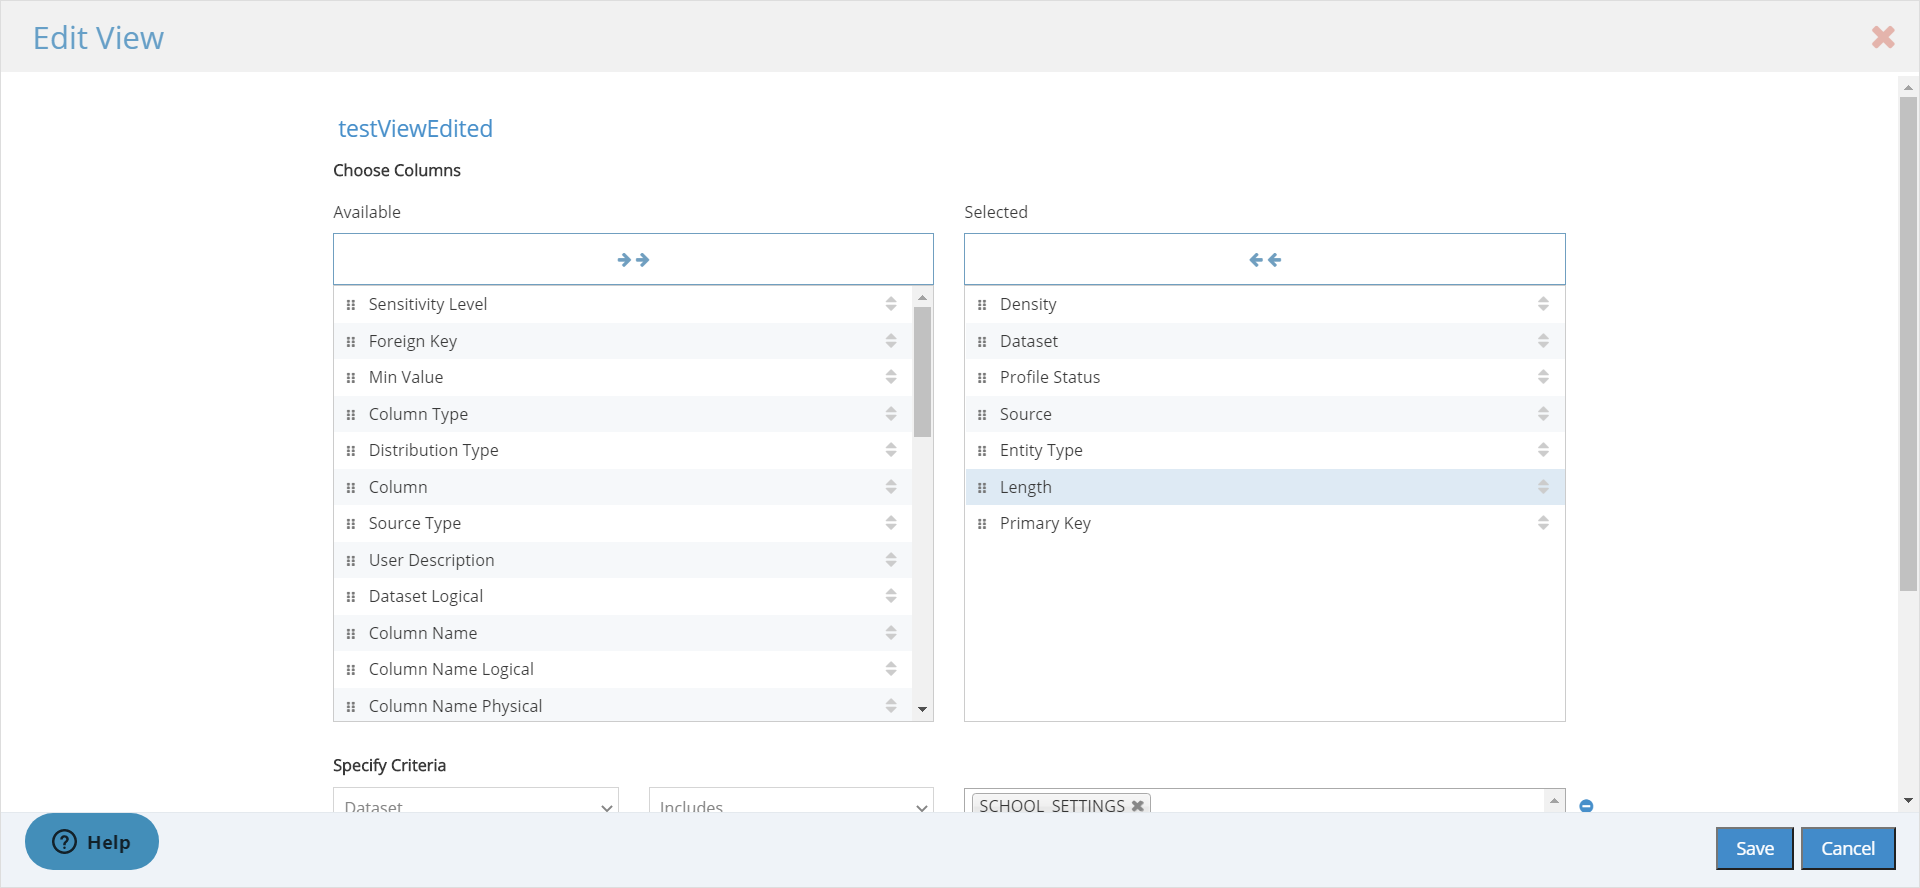 Edit View
testViewEdited
Choose Columns
Available
Selected
Sensitivity Level
Foreign Key
Min Value
Column Type
Distribution Type
Column
Source Type
User Description
Dataset Logical
Column Name
Column Name Logical
Column Name Physical
Density
Dataset
Profile Status
Source
Entity Type
Length
Primary Key
Specify Criteria
Dataset
Includes
SCHOOL_SETTINGS
Help
Save
Cancel